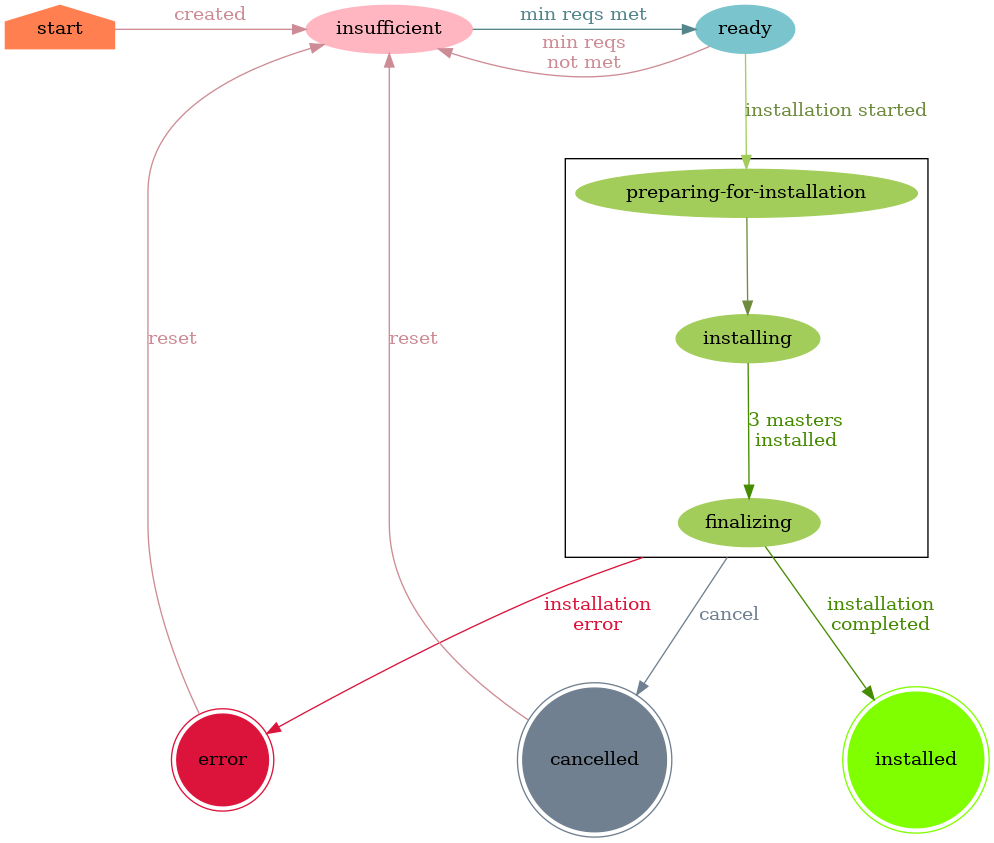 start
created
insufficient
min reqs met
ready
min reqs
not met
installation started
preparing-for-installation
reset
reset
installing
3 masters
installed
finalizing
installation
error
cancel
installation
completed
error
cancelled
installed